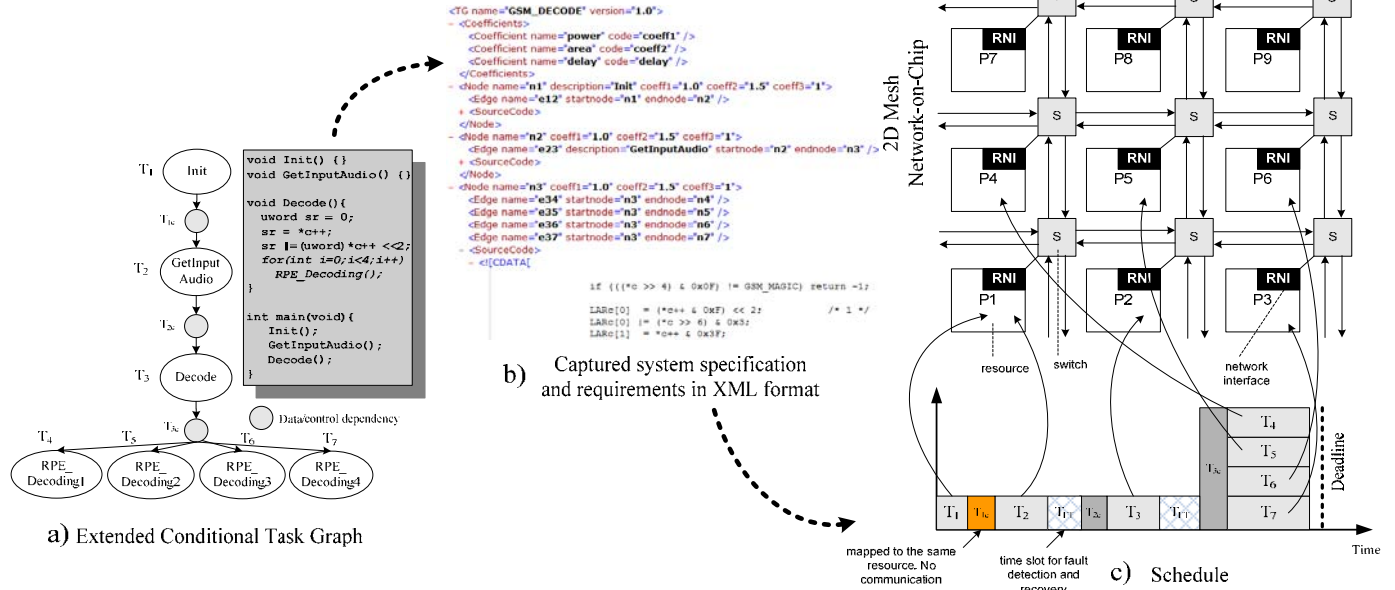 T1
Init
T1c
T2
GetInput
Audio
T2c
T3
Decode
T3c
Data/control dependency
T4
T5
T6
T7
RPE_
Decoding1
RPE_
Decoding2
RPE_
Decoding3
RPE_
Decoding4
a) Extended Conditional Task Graph
void Init() {}
void GetInputAudio() {}
void Decode(){
uword sr = 0;
sr = *c++;
sr |=(uword)*c++ <<2;
for(int i=0;i<4;i++)
RPE_Decoding();
}
int main(void){
Init();
GetInputAudio();
Decode();
}
<TG name="GSM_DECODE" version="1.0">
- <Coefficients>
<Coefficient name="power" code="coeff1" />
<Coefficient name="area" code="coeff2" />
<Coefficient name="delay" code="delay" />
</Coefficients>
- <Node name="n1" description="Init" coeff1="1.0" coeff2="1.5" coeff3="1">
<Edge name="e12" startnode="n1" endnode="n2" />
+ <SourceCode>
</Node>
- <Node name="n2" coeff1="1.0" coeff2="1.5" coeff3="1">
<Edge name="e23" description="GetInputAudio" startnode="n2" endnode="n3" />
+ <SourceCode>
</Node>
- <Node name="n3" coeff1="1.0" coeff2="1.5" coeff3="1">
<Edge name="e34" startnode="n3" endnode="n4" />
<Edge name="e35" startnode="n3" endnode="n5" />
<Edge name="e36" startnode="n3" endnode="n6" />
<Edge name="e37" startnode="n3" endnode="n7" />
- <SourceCode>
- <![CDATA[
if (((*c >> 4) & 0x0F) != GSM_MAGIC) return -1;
LARc[0] = (*c++ & 0xF) << 2; /* 1 */
LARc[0] |= (*c >> 6) & 0x3;
LARc[1] = *c++ & 0x3F;
b) Captured system specification
and requirements in XML format
2D Mesh
Network-on-Chip
S
S
S
RNI
P7
RNI
P8
RNI
P9
S
S
S
RNI
P4
RNI
P5
RNI
P6
S
S
S
RNI
P1
RNI
P2
RNI
P3
resource
switch
network
interface
T4
T5
T6
T7
T3c
Deadline
T1
T1c
T2
TFT
T2c
T3
TFT
Time
mapped to the same
resource. No
communication
time slot for fault
detection and
recovery
c) Schedule